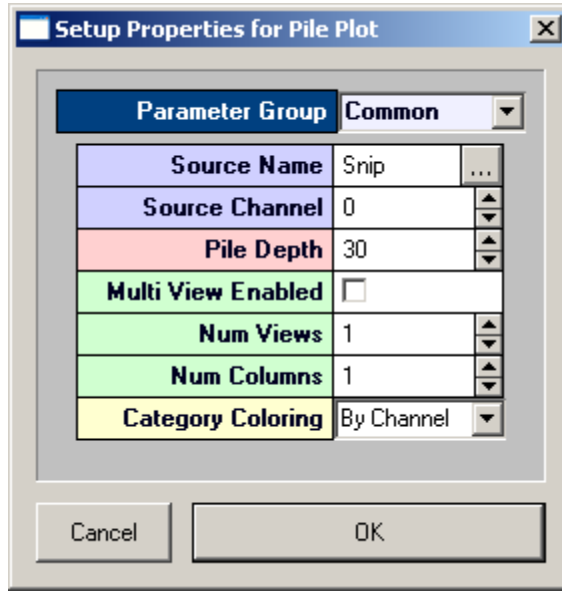 Setup Properties for Pile Plot
Parameter Group Common
Source Name Snip ...
Source Channel 0
Pile Depth 30
Multi View Enabled
Num Views 1
Num Columns 1
Category Coloring By Channel
Cancel OK